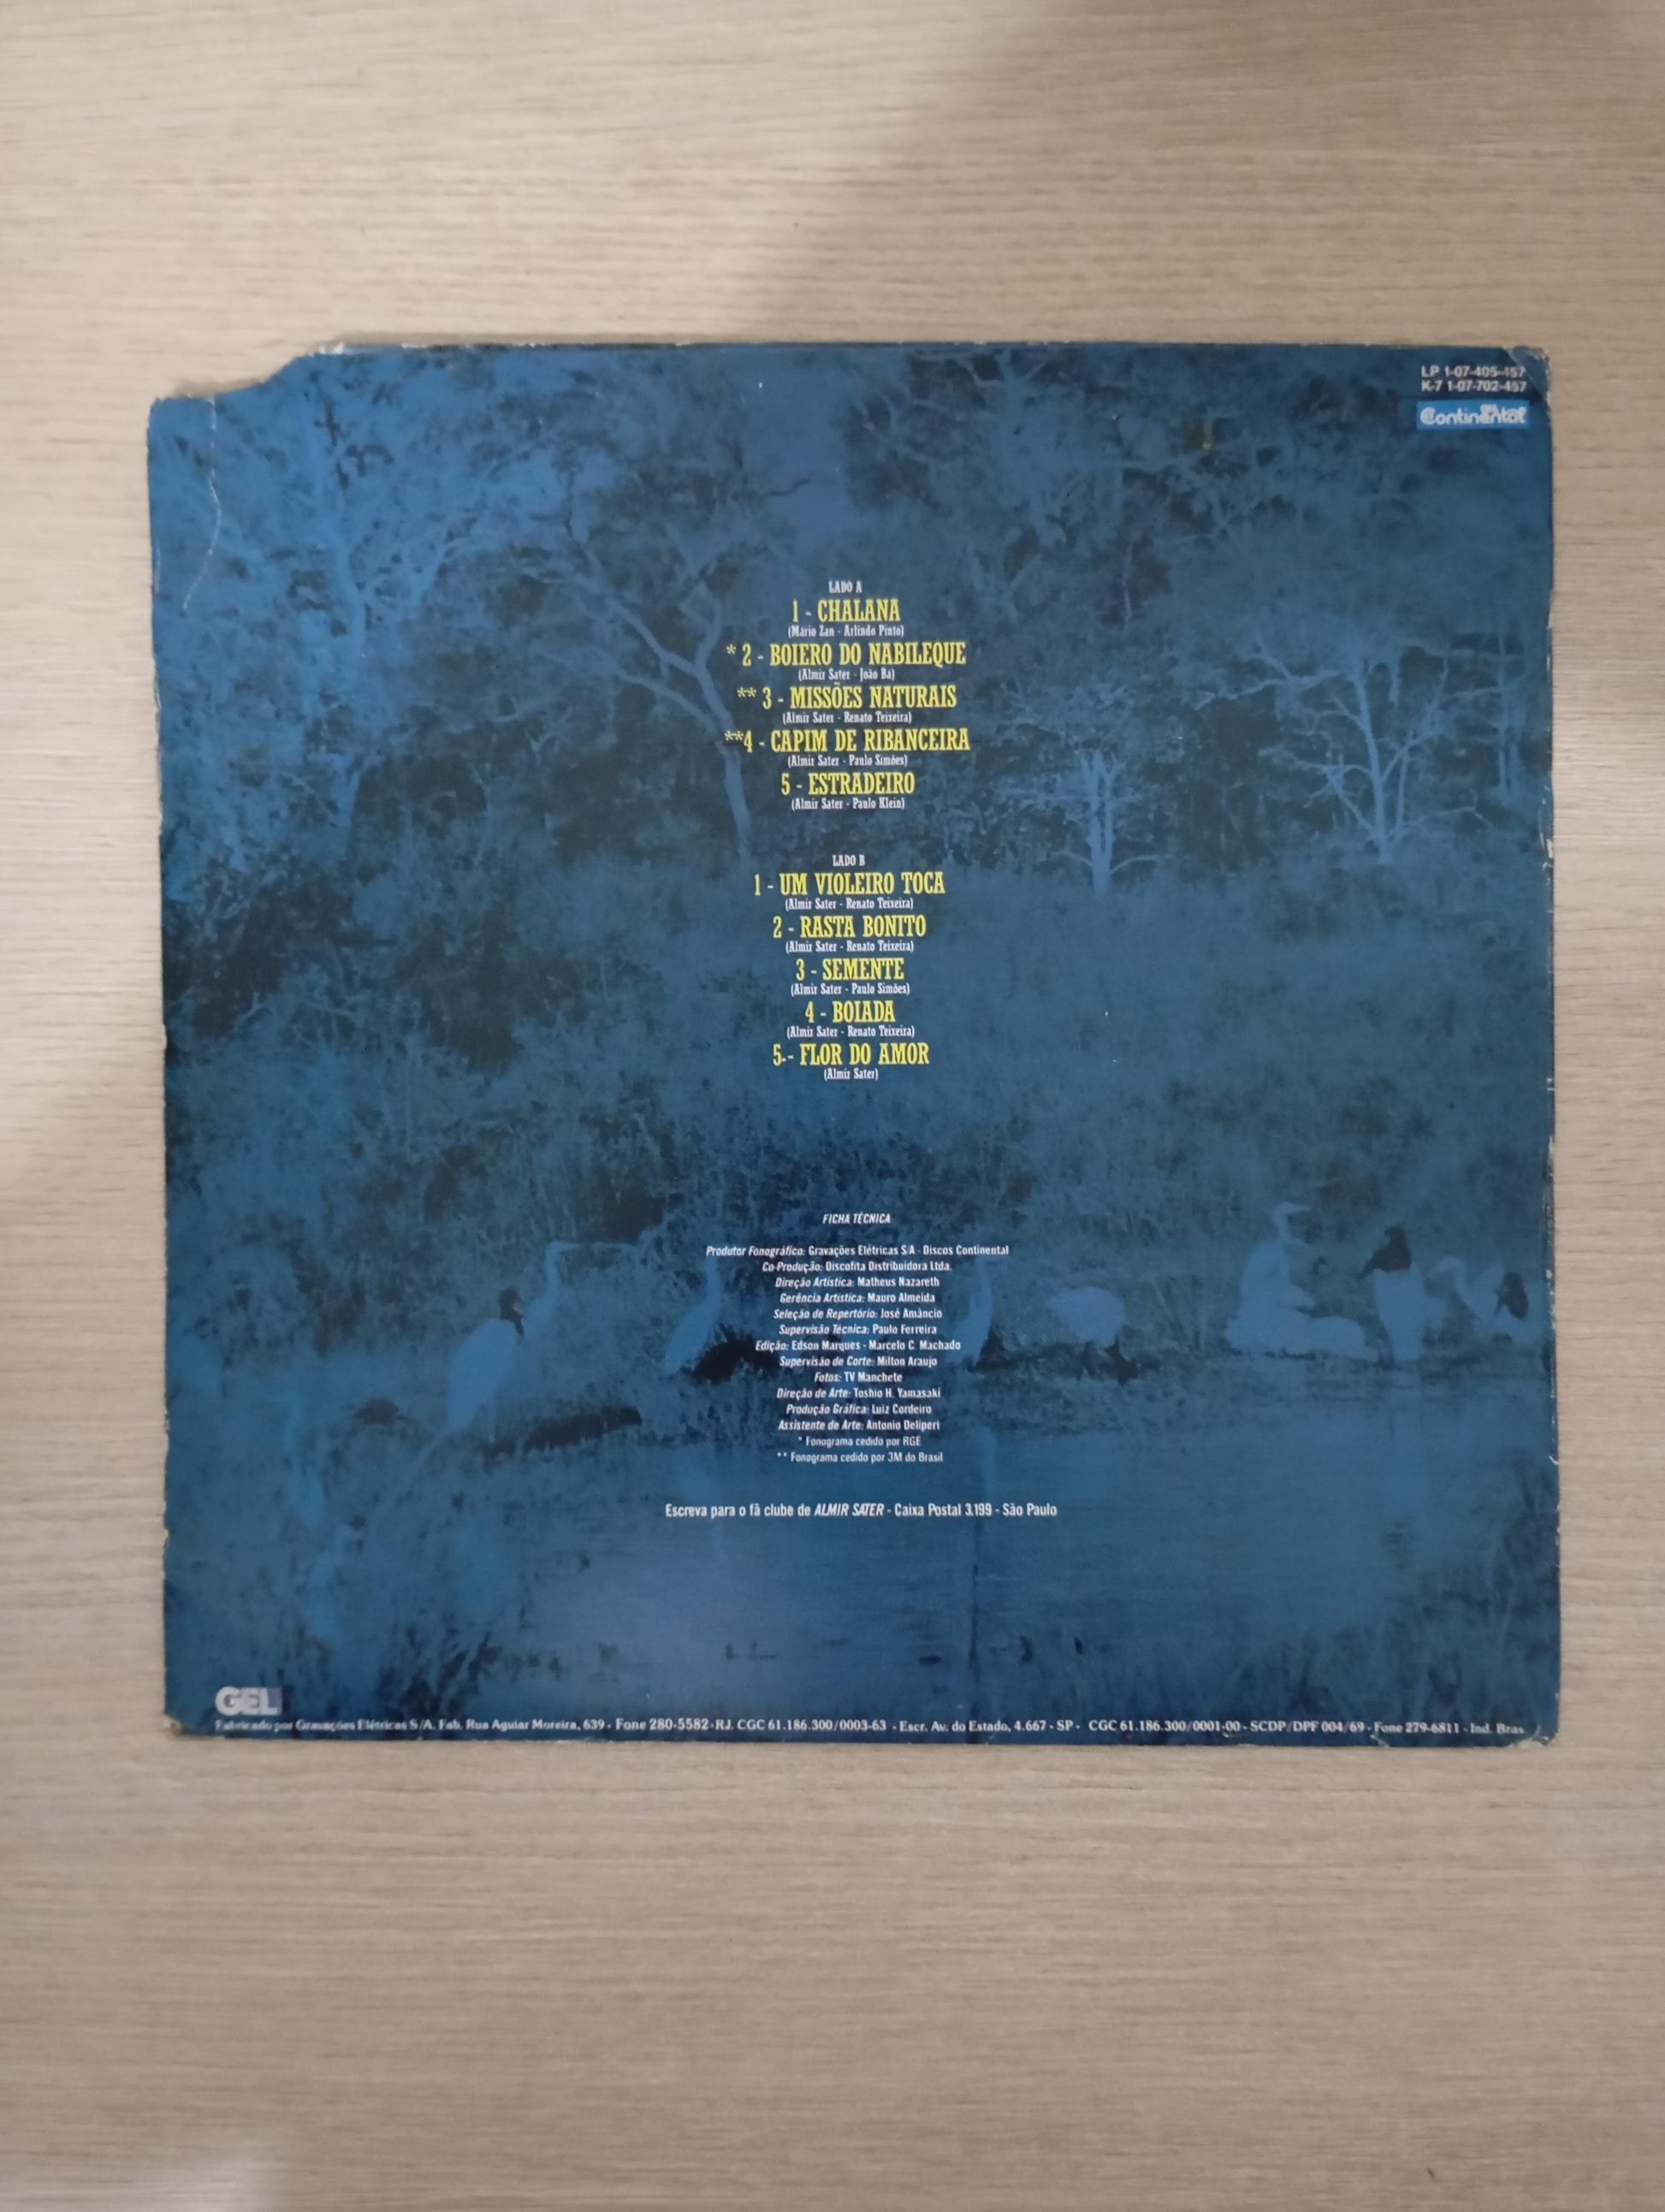 LP 1-07-405-457
K-7 1-07-702-457
Continental
LADO A
1 - CHALANA
(Mário Zan - Arlindo Pinto)
* 2 - BOIERO DO NABILEQUE
(Almir Sater - João Bá)
** 3 - MISSÕES NATURAIS
(Almir Sater - Renato Teixeira)
**4 - CAPIM DE RIBANCEIRA
(Almir Sater - Paulo Simões)
5 - ESTRADEIRO
(Almir Sater - Paulo Klein)
LADO B
1 - UM VIOLEIRO TOCA
(Almir Sater - Renato Teixeira)
2 - RASTA BONITO
(Almir Sater - Renato Teixeira)
3 - SEMENTE
(Almir Sater - Paulo Simões)
4 - BOIADA
(Almir Sater - Renato Teixeira)
5.- FLOR DO AMOR
(Almir Sater)
FICHA TÉCNICA
Produtor Fonográfico: Gravações Elétricas S/A - Discos Continental
Co-Produção: Discofita Distribuidora Ltda.
Direção Artística: Matheus Nazareth
Gerência Artística: Mauro Almeida
Seleção de Repertório: José Amâncio
Supervisão Técnica: Paulo Ferreira
Edição: Edson Marques - Marcelo C. Machado
Supervisão de Corte: Milton Araujo
Fotos: TV Manchete
Direção de Arte: Toshio H. Yamasaki
Produção Gráfica: Luiz Cordeiro
Assistente de Arte: Antonio Deliperi
* Fonograma cedido por RGE
** Fonograma cedido por 3M do Brasil
Escreva para o fã clube de ALMIR SATER - Caixa Postal 3.199 - São Paulo
GEL
Fabricado por Gravações Elétricas S/A. Fab. Rua Aguiar Moreira, 639 - Fone 280-5582 - RJ. CGC 61.186.300/0003-63 - Escr. Av. do Estado, 4.667 - SP - CGC 61.186.300/0001-00 - SCDP/DPF 004/69 - Fone 279-6811 - Ind. Bras.